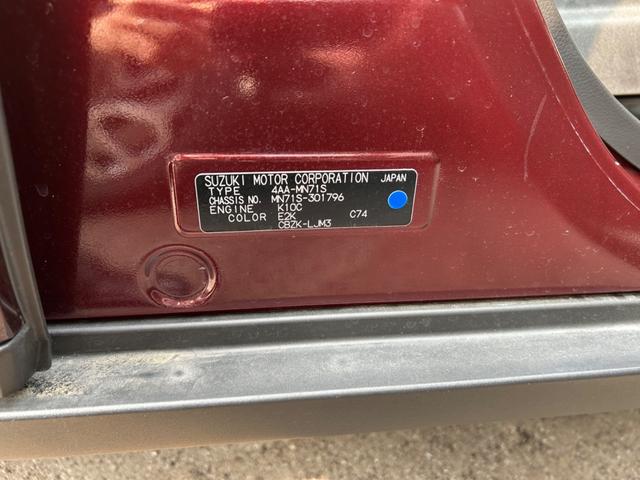 SUZUKI MOTOR CORPORATION JAPAN
TYPE 4AA-MN71S
CHASSIS NO. MN71S-301796
ENGINE K10C
COLOR E2K C74
CBZK-LJM3